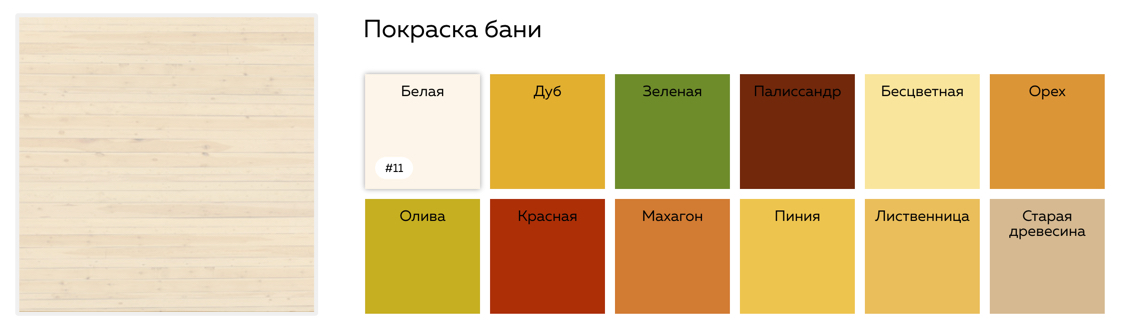 Покраска бани
Белая
Дуб
Зеленая
Палиссандр
Бесцветная
Орех
#11
Олива
Красная
Махагон
Пиния
Лиственница
Старая
древесина